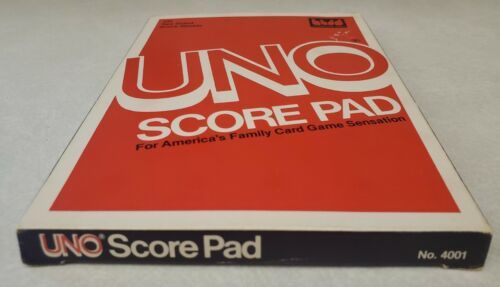 UNO
®
SCORE PAD
For America's Family Card Game Sensation
UNO® Score Pad
No. 4001